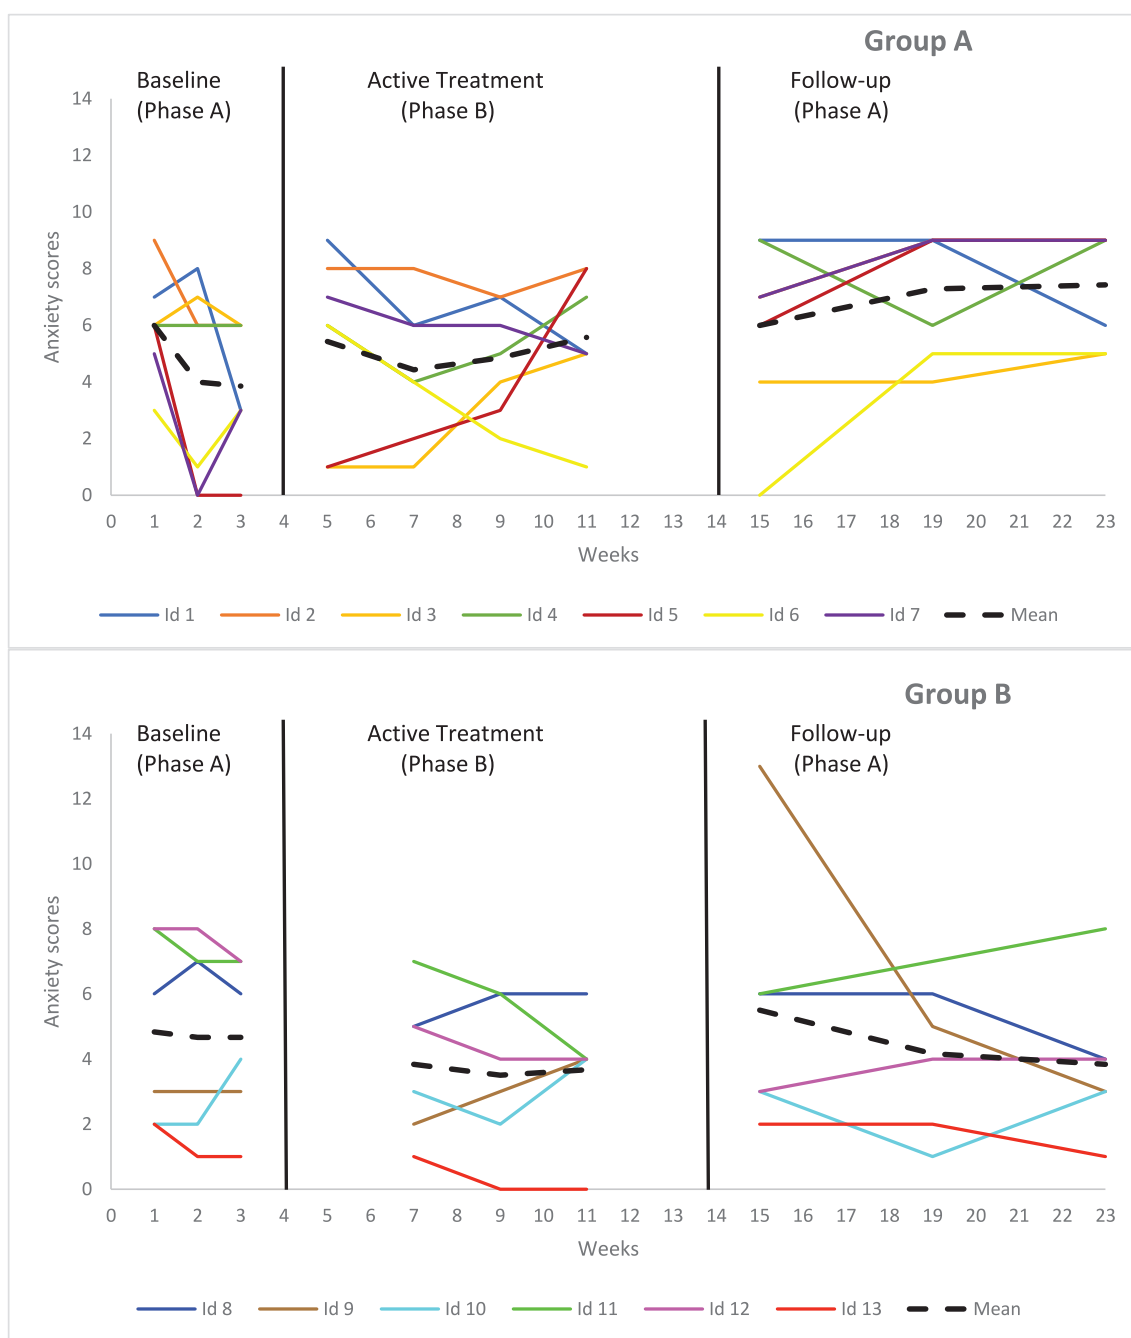 Group A
Baseline
(Phase A)
Active Treatment
(Phase B)
Follow-up
(Phase A)
14
12
10
8
6
4
2
0
Anxiety scores
0 1 2 3 4 5 6 7 8 9 10 11 12 13 14 15 16 17 18 19 20 21 22 23
Weeks
Id 1 Id 2 Id 3 Id 4 Id 5 Id 6 Id 7 Mean
Group B
Baseline
(Phase A)
Active Treatment
(Phase B)
Follow-up
(Phase A)
14
12
10
8
6
4
2
0
Anxiety scores
0 1 2 3 4 5 6 7 8 9 10 11 12 13 14 15 16 17 18 19 20 21 22 23
Weeks
Id 8 Id 9 Id 10 Id 11 Id 12 Id 13 Mean